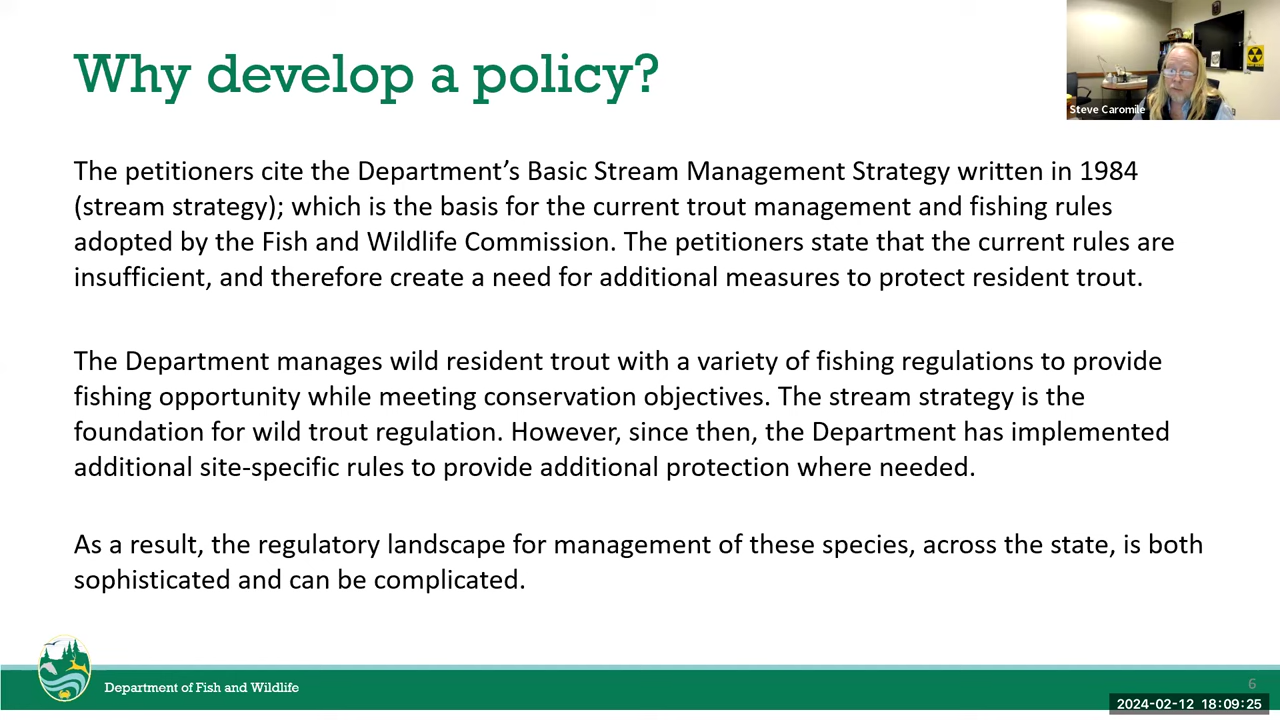 Why develop a policy?
Steve Caromile
The petitioners cite the Department’s Basic Stream Management Strategy written in 1984
(stream strategy); which is the basis for the current trout management and fishing rules
adopted by the Fish and Wildlife Commission. The petitioners state that the current rules are
insufficient, and therefore create a need for additional measures to protect resident trout.
The Department manages wild resident trout with a variety of fishing regulations to provide
fishing opportunity while meeting conservation objectives. The stream strategy is the
foundation for wild trout regulation. However, since then, the Department has implemented
additional site-specific rules to provide additional protection where needed.
As a result, the regulatory landscape for management of these species, across the state, is both
sophisticated and can be complicated.
Department of Fish and Wildlife
6
2024-02-12 18:09:25